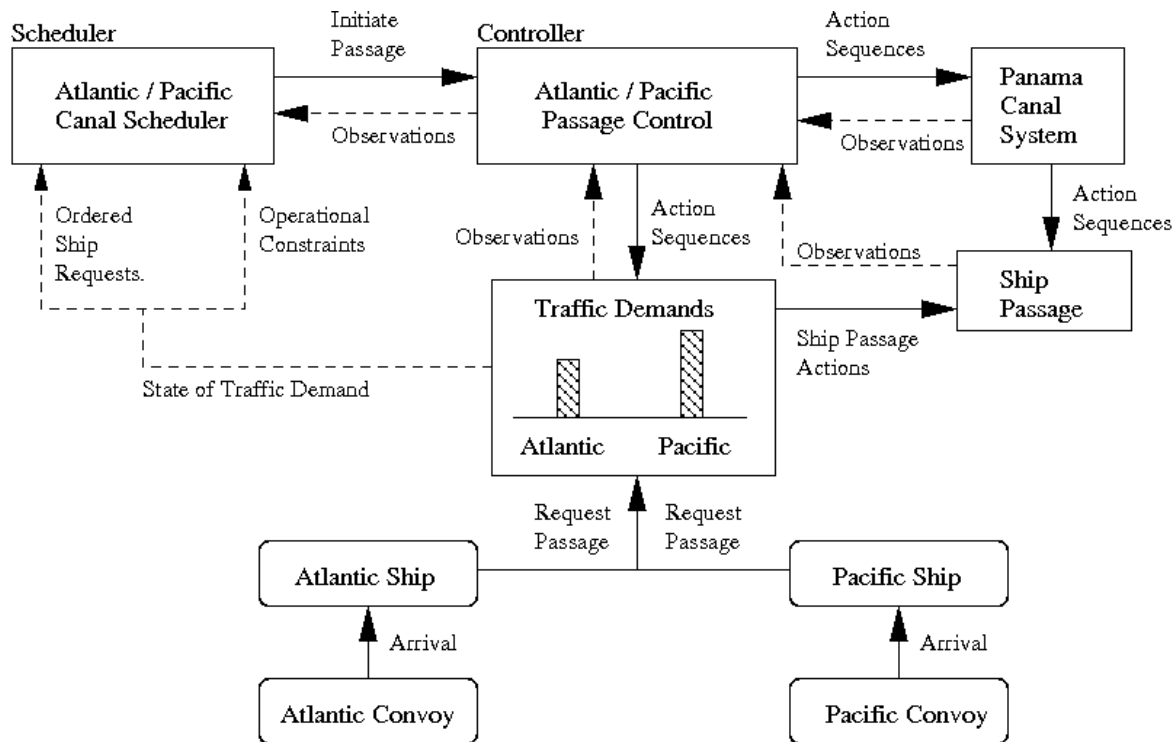 Scheduler
Atlantic / Pacific
Canal Scheduler
Initiate
Passage
Observations
Controller
Atlantic / Pacific
Passage Control
Action
Sequences
Observations
Panama
Canal
System
Ordered
Ship
Requests.
Operational
Constraints
Observations
Action
Sequences
Observations
Action
Sequences
Ship
Passage
Traffic Demands
Atlantic
Pacific
Ship Passage
Actions
State of Traffic Demand
Request
Passage
Request
Passage
Atlantic Ship
Pacific Ship
Arrival
Arrival
Atlantic Convoy
Pacific Convoy